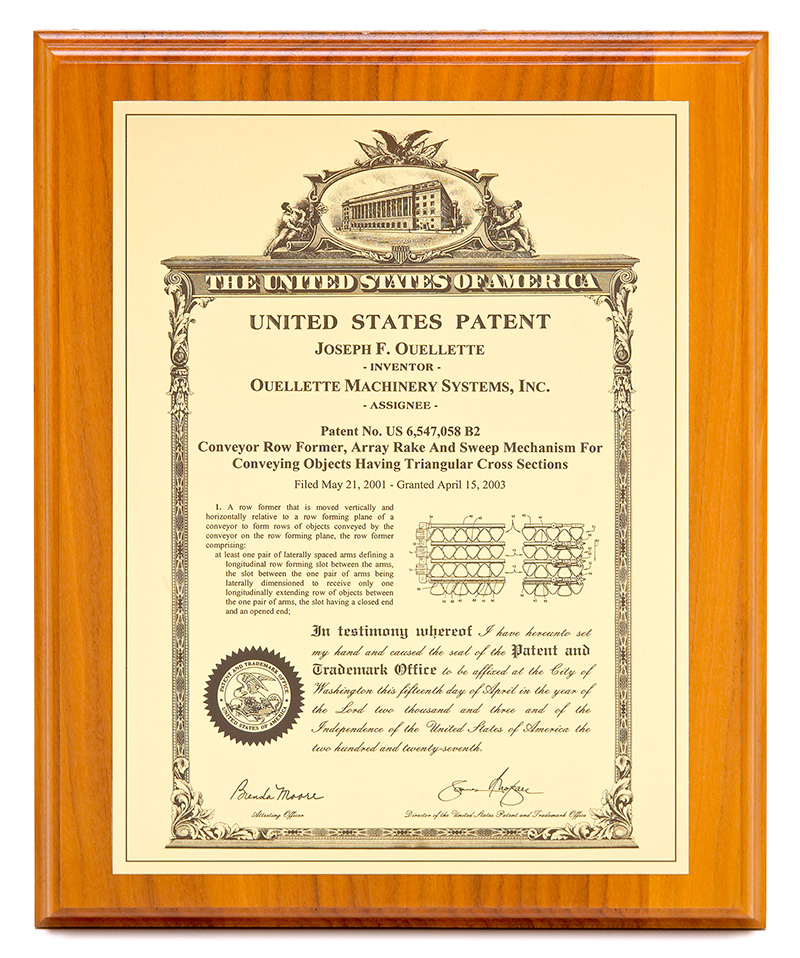 THE UNITED STATES OF AMERICA
UNITED STATES PATENT
JOSEPH F. OUELLETTE
- INVENTOR -
OUELLETTE MACHINERY SYSTEMS, INC.
- ASSIGNEE -
Patent No. US 6,547,058 B2
Conveyor Row Former, Array Rake And Sweep Mechanism For
Conveying Objects Having Triangular Cross Sections
Filed May 21, 2001 - Granted April 15, 2003
1. A row former that is moved vertically and
horizontally relative to a row forming plane of a
conveyor to form rows of objects conveyed by the
conveyor on the row forming plane, the row former
comprising:
at least one pair of laterally spaced arms defining a
longitudinal row forming slot between the arms,
the slot between the one pair of arms being
laterally dimensioned to receive only one
longitudinally extending row of objects between
the one pair of arms, the slot having a closed end
and an opened end;
In testimony whereof I have hereunto set
my hand and caused the seal of the Patent and
Trademark Office to be affixed at the City of
Washington this fifteenth day of April in the year of
the Lord two thousand and three and of the
Independence of the United States of America the
two hundred and twenty-seventh.
PATENT AND TRADEMARK OFFICE
UNITED STATES OF AMERICA
Brenda Moore
Attesting Officer
Director of the United States Patent and Trademark Office